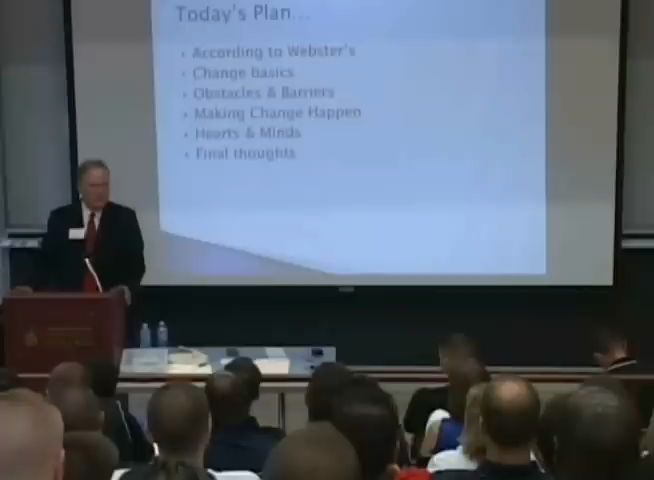 Today's Plan...
• According to Webster's
• Change basics
• Obstacles & Barriers
• Making Change Happen
• Hearts & Minds
• Final thoughts